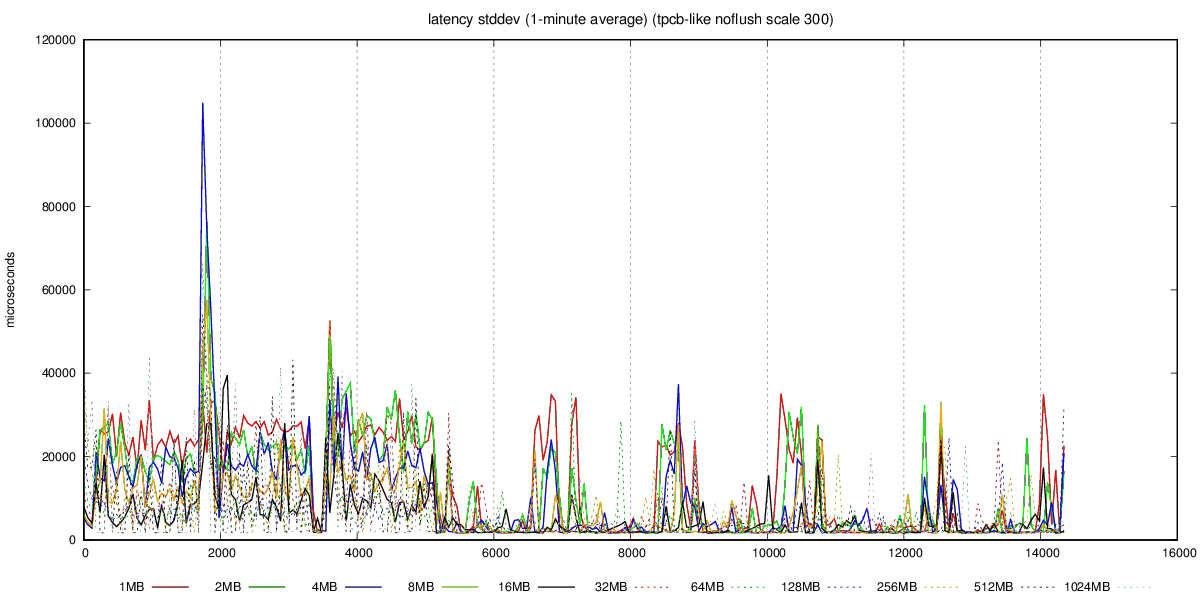 latency stddev (1-minute average) (tpcb-like noflush scale 300)
120000
100000
80000
60000
40000
20000
0
microseconds
0 2000 4000 6000 8000 10000 12000 14000 16000
1MB 2MB 4MB 8MB 16MB 32MB 64MB 128MB 256MB 512MB 1024MB